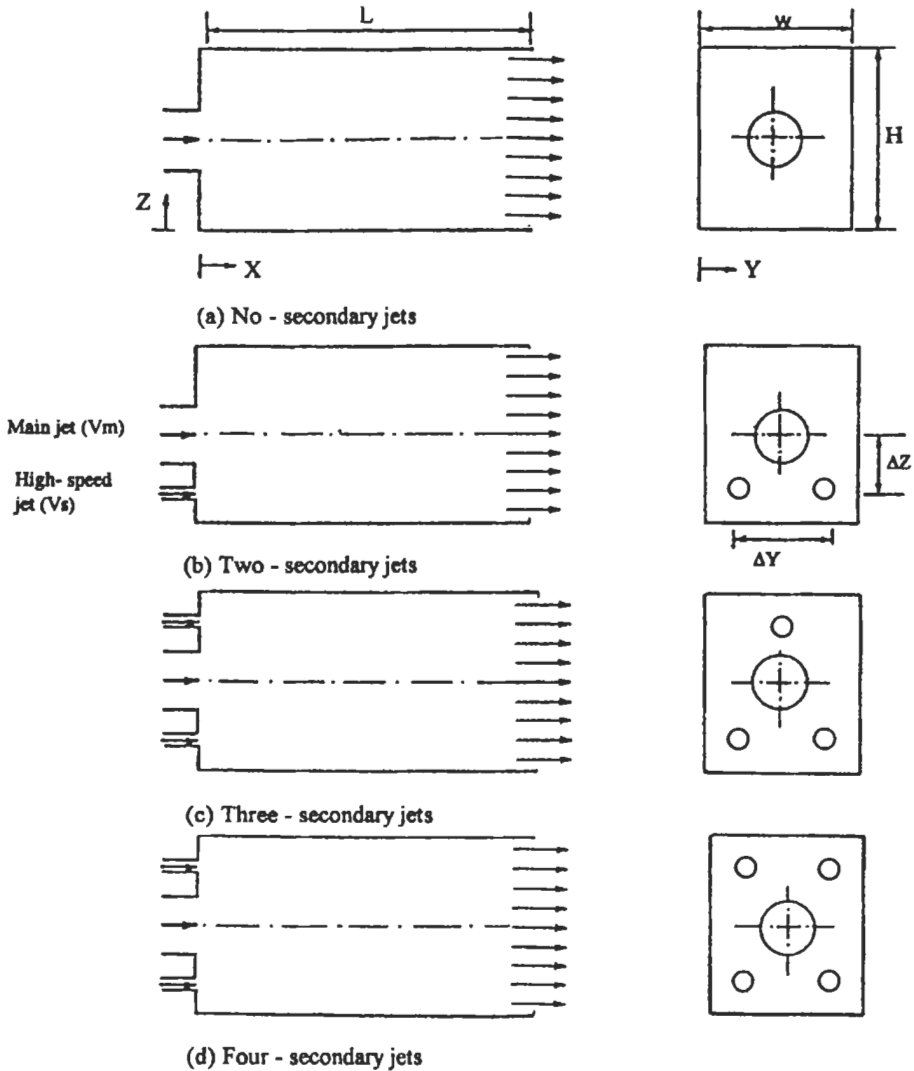 L
W
H
Z
X
Y
(a) No - secondary jets
Main jet (Vm)
High- speed
jet (Vs)
ΔZ
ΔY
(b) Two - secondary jets
(c) Three - secondary jets
(d) Four - secondary jets